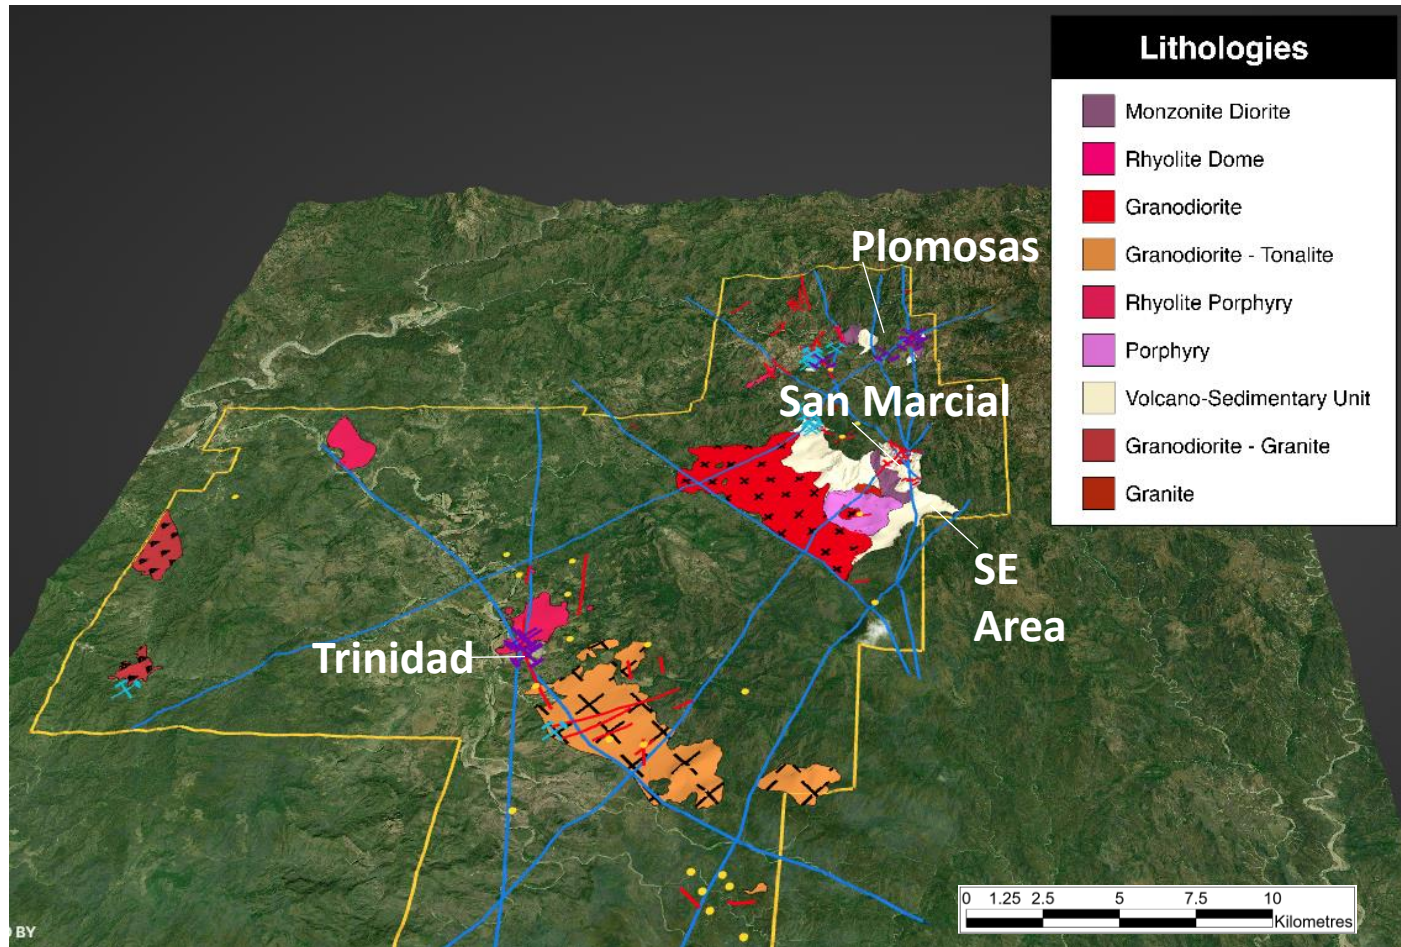 Lithologies
Monzonite Diorite
Rhyolite Dome
Granodiorite
Granodiorite - Tonalite
Rhyolite Porphyry
Porphyry
Volcano-Sedimentary Unit
Granodiorite - Granite
Granite
Plomosas
San Marcial
SE
Area
Trinidad
0 1.25 2.5 5 7.5 10
Kilometres
BY